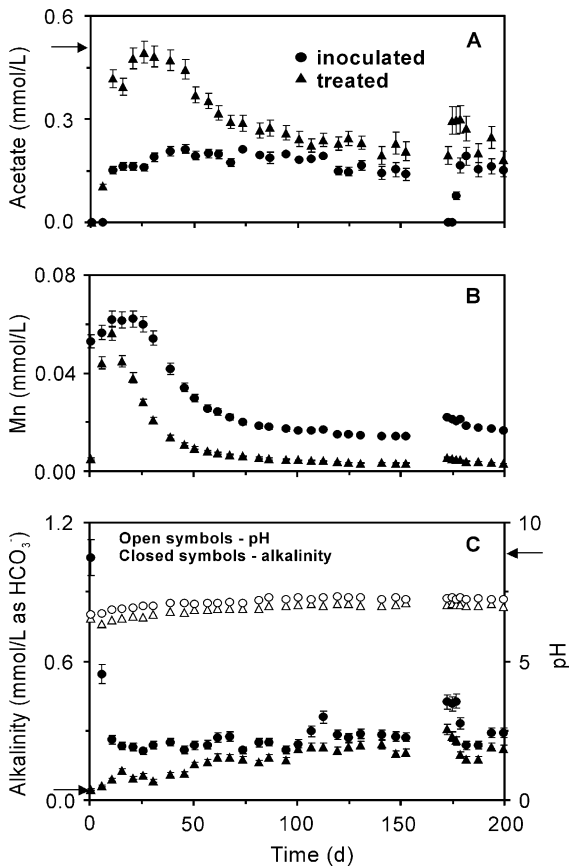 A
inoculated
treated
Acetate (mmol/L)
0.6
0.3
0.0
B
Mn (mmol/L)
0.08
0.04
0.00
C
Open symbols - pH
Closed symbols - alkalinity
Alkalinity (mmol/L as HCO3-)
1.2
0.6
0.0
10
5
0
pH
0 50 100 150 200
Time (d)